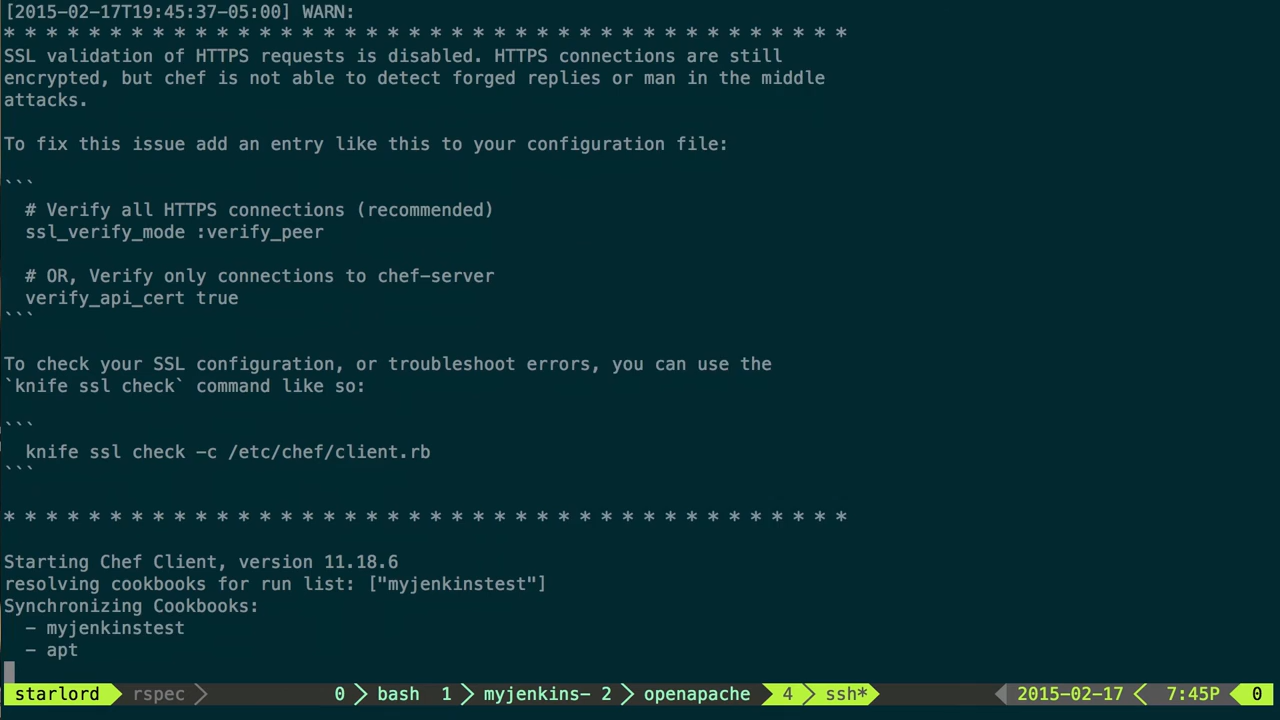 [2015-02-17T19:45:37-05:00] WARN:
* * * * * * * * * * * * * * * * * * * * * * * * * * * * * * * * * * * * * * * *
SSL validation of HTTPS requests is disabled. HTTPS connections are still
encrypted, but chef is not able to detect forged replies or man in the middle
attacks.

To fix this issue add an entry like this to your configuration file:

```
  # Verify all HTTPS connections (recommended)
  ssl_verify_mode :verify_peer

  # OR, Verify only connections to chef-server
  verify_api_cert true
```

To check your SSL configuration, or troubleshoot errors, you can use the
`knife ssl check` command like so:

```
  knife ssl check -c /etc/chef/client.rb
```

* * * * * * * * * * * * * * * * * * * * * * * * * * * * * * * * * * * * * * * *

Starting Chef Client, version 11.18.6
resolving cookbooks for run list: ["myjenkinstest"]
Synchronizing Cookbooks:
  - myjenkinstest
  - apt
starlord rspec 0 bash 1 myjenkins- 2 openapache 4 ssh* 2015-02-17 7:45P 0